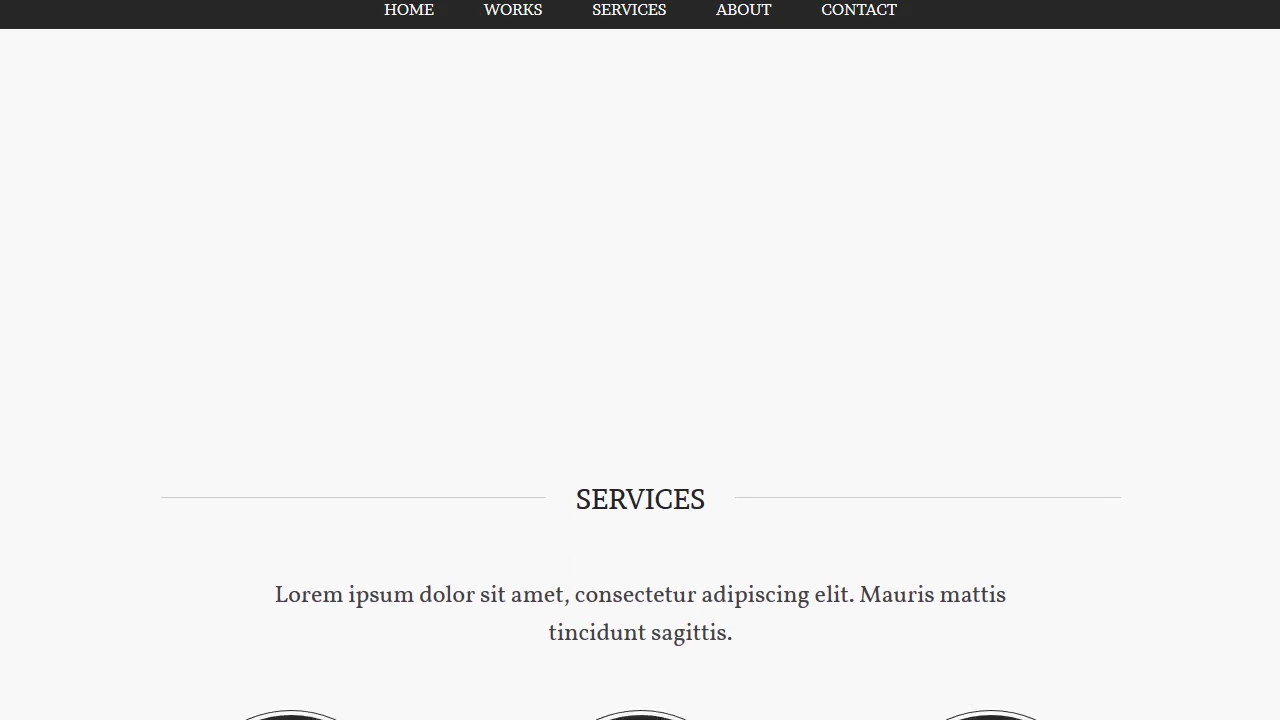 HOME WORKS SERVICES ABOUT CONTACT
SERVICES
Lorem ipsum dolor sit amet, consectetur adipiscing elit. Mauris mattis
tincidunt sagittis.